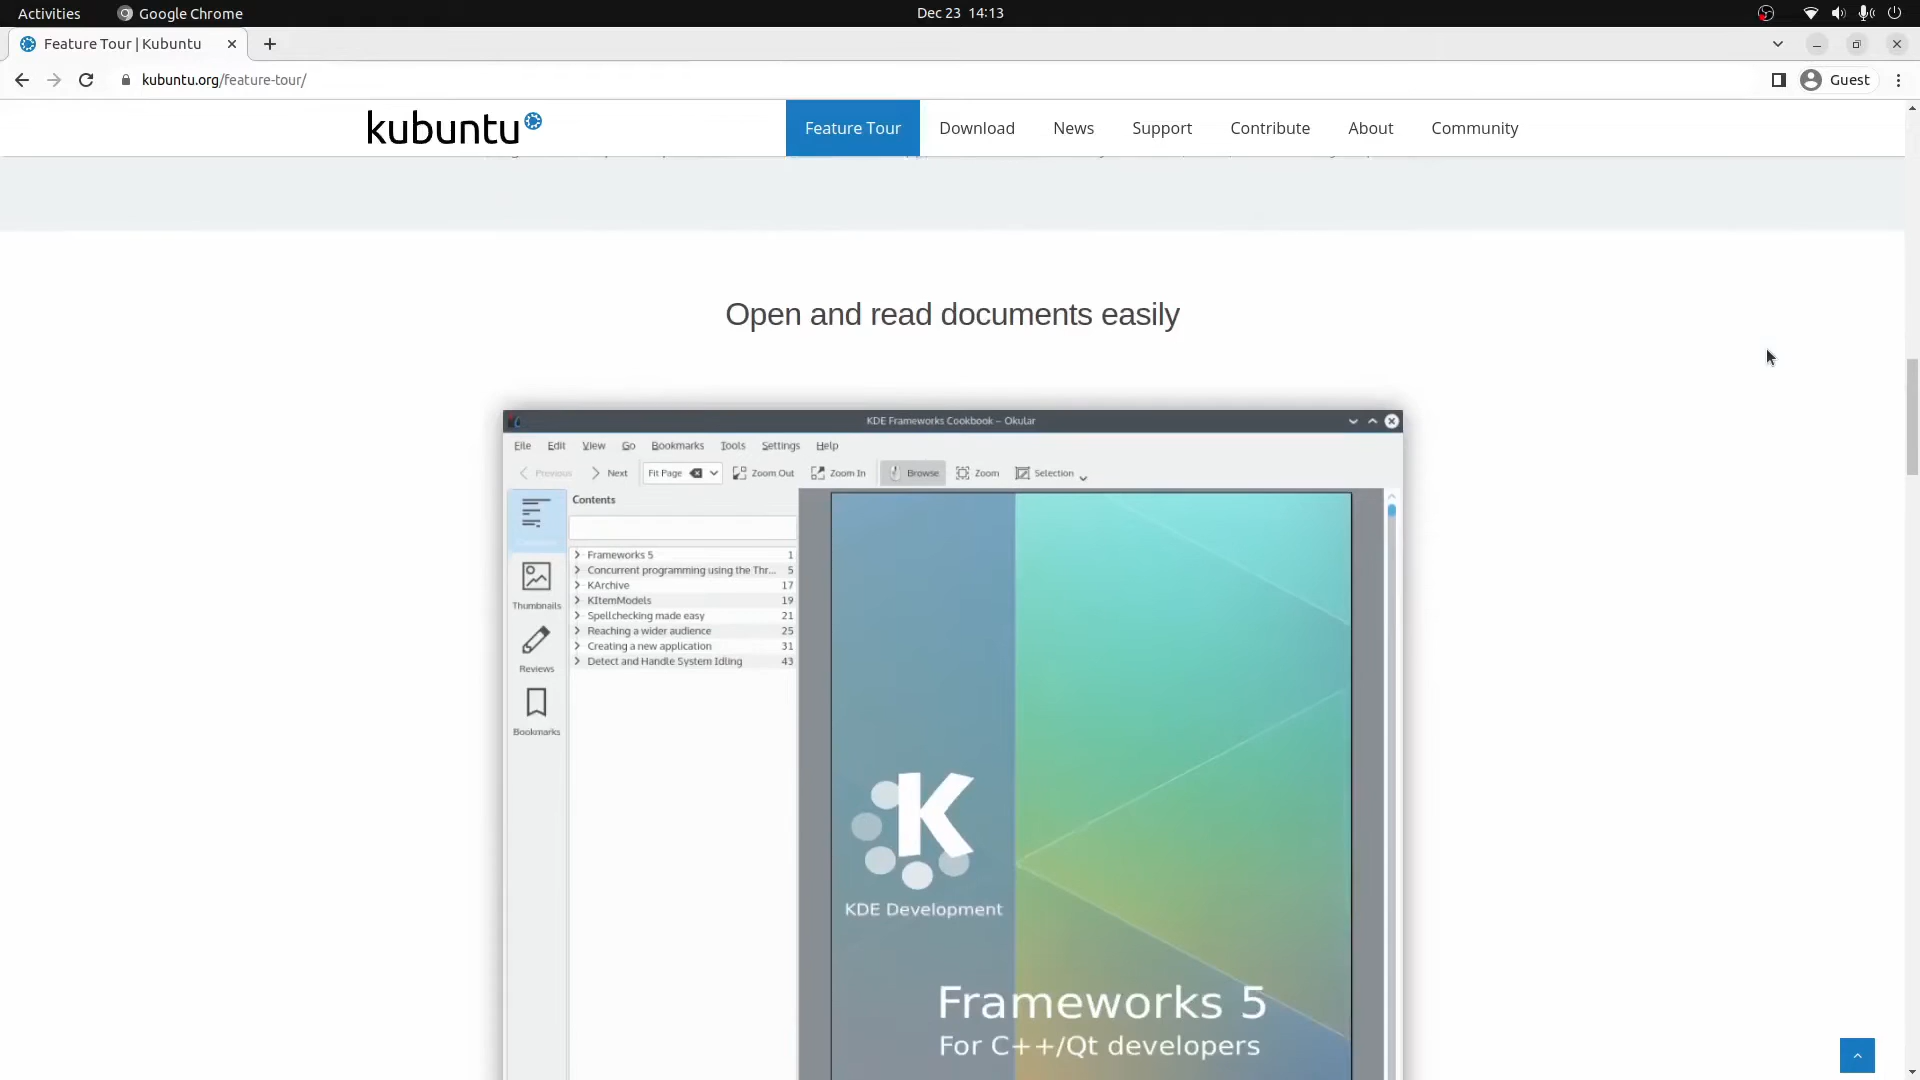 Activities
Google Chrome
Dec 23 14:13
Feature Tour | Kubuntu
kubuntu.org/feature-tour/
Guest
kubuntu
Feature Tour
Download
News
Support
Contribute
About
Community
Open and read documents easily
KDE Frameworks Cookbook – Okular
File Edit View Go Bookmarks Tools Settings Help
Previous Next Fit Page Zoom Out Zoom In Browse Zoom Selection
Contents
Thumbnails
Reviews
Bookmarks
Frameworks 5 1
Concurrent programming using the Thr... 5
KArchive 17
KItemModels 19
Spellchecking made easy 21
Reaching a wider audience 25
Creating a new application 31
Detect and Handle System Idling 43
KDE Development
Frameworks 5
For C++/Qt developers